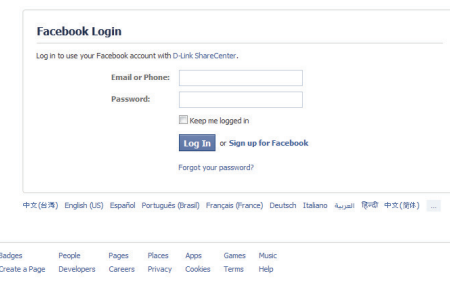 Facebook Login
Log in to use your Facebook account with D-Link ShareCenter.
Email or Phone:
Password:
Keep me logged in
Log In or Sign up for Facebook
Forgot your password?
中文(台灣) English (US) Español Português (Brasil) Français (France) Deutsch Italiano العربية हिन्दी 中文(简体) ...
Badges People Pages Places Apps Games Music
Create a Page Developers Careers Privacy Cookies Terms Help